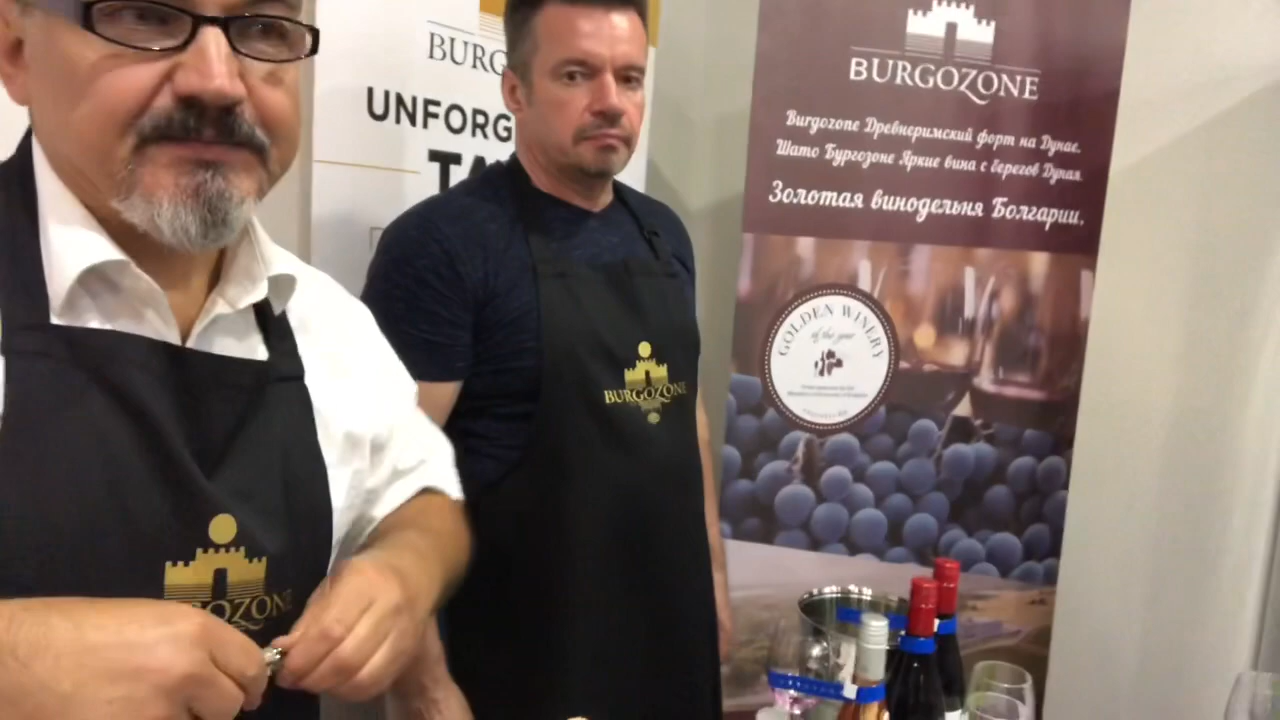 BURG
UNFORG
TA
BURGOZONE
BURGOZONE
BURGOZONE
Burgozone Древнеримский форт на Дунае.
Шато Бургозоне Яркие вина с берегов Дуная.
Золотая винодельня Болгарии.
GOLDEN WINERY
of the year